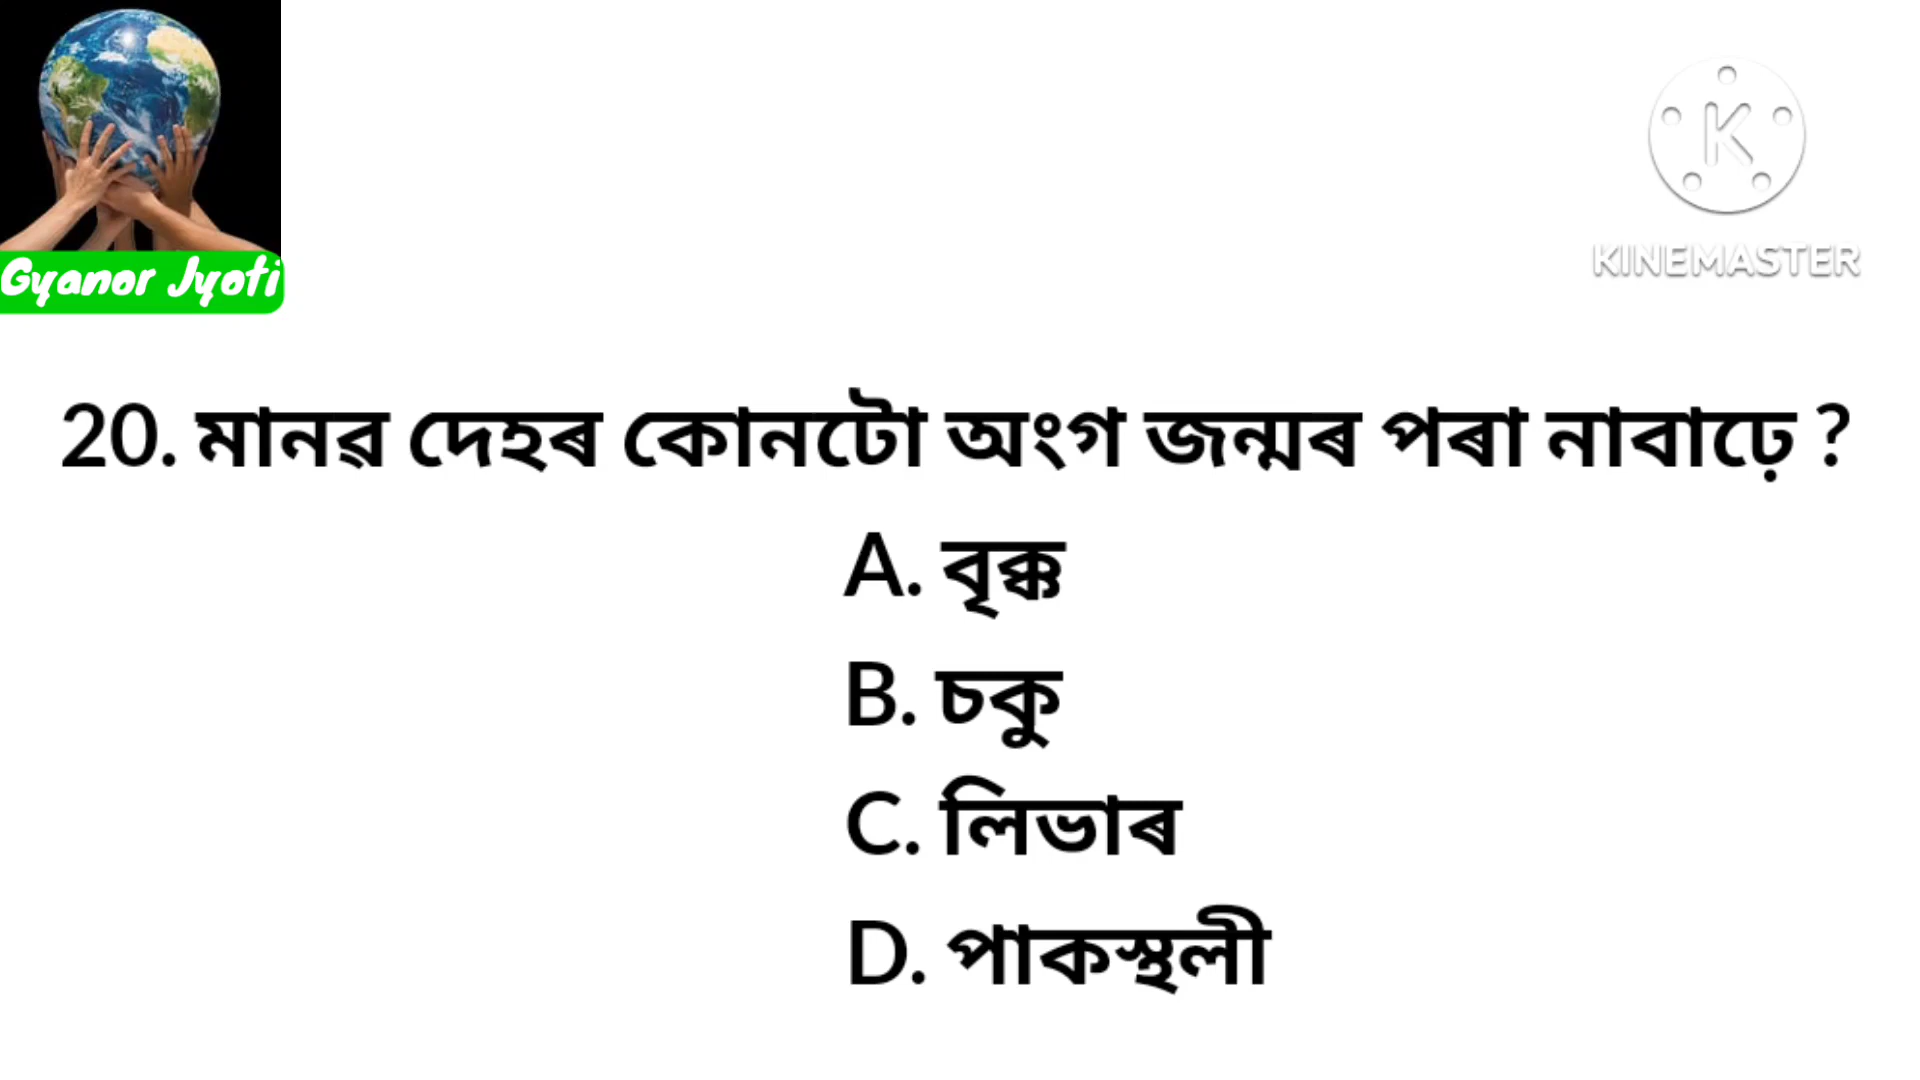 Gyanor Jyoti
K
KINEMASTER
20. মানৱ দেহৰ কোনটো অংগ জন্মৰ পৰা নাবাঢ়ে ?
A. বৃক্ক
B. চকু
C. লিভাৰ
D. পাকস্থলী